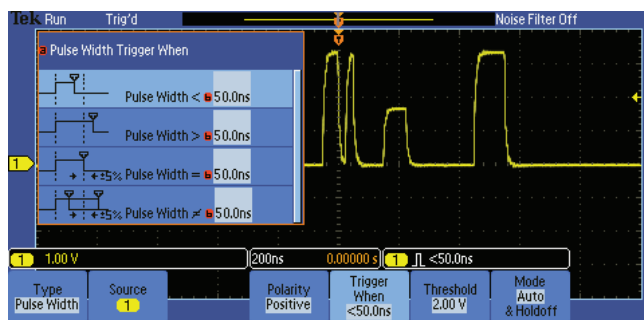 Tek Run Trig'd Noise Filter Off
a Pulse Width Trigger When
Pulse Width < b 50.0ns
Pulse Width > b 50.0ns
±5% Pulse Width = b 50.0ns
±5% Pulse Width ≠ b 50.0ns
1
1 1.00 V 200ns 0.00000 s 1 <50.0ns
Type
Pulse Width
Source
1
Polarity
Positive
Trigger
When
<50.0ns
Threshold
2.00 V
Mode
Auto
& Holdoff